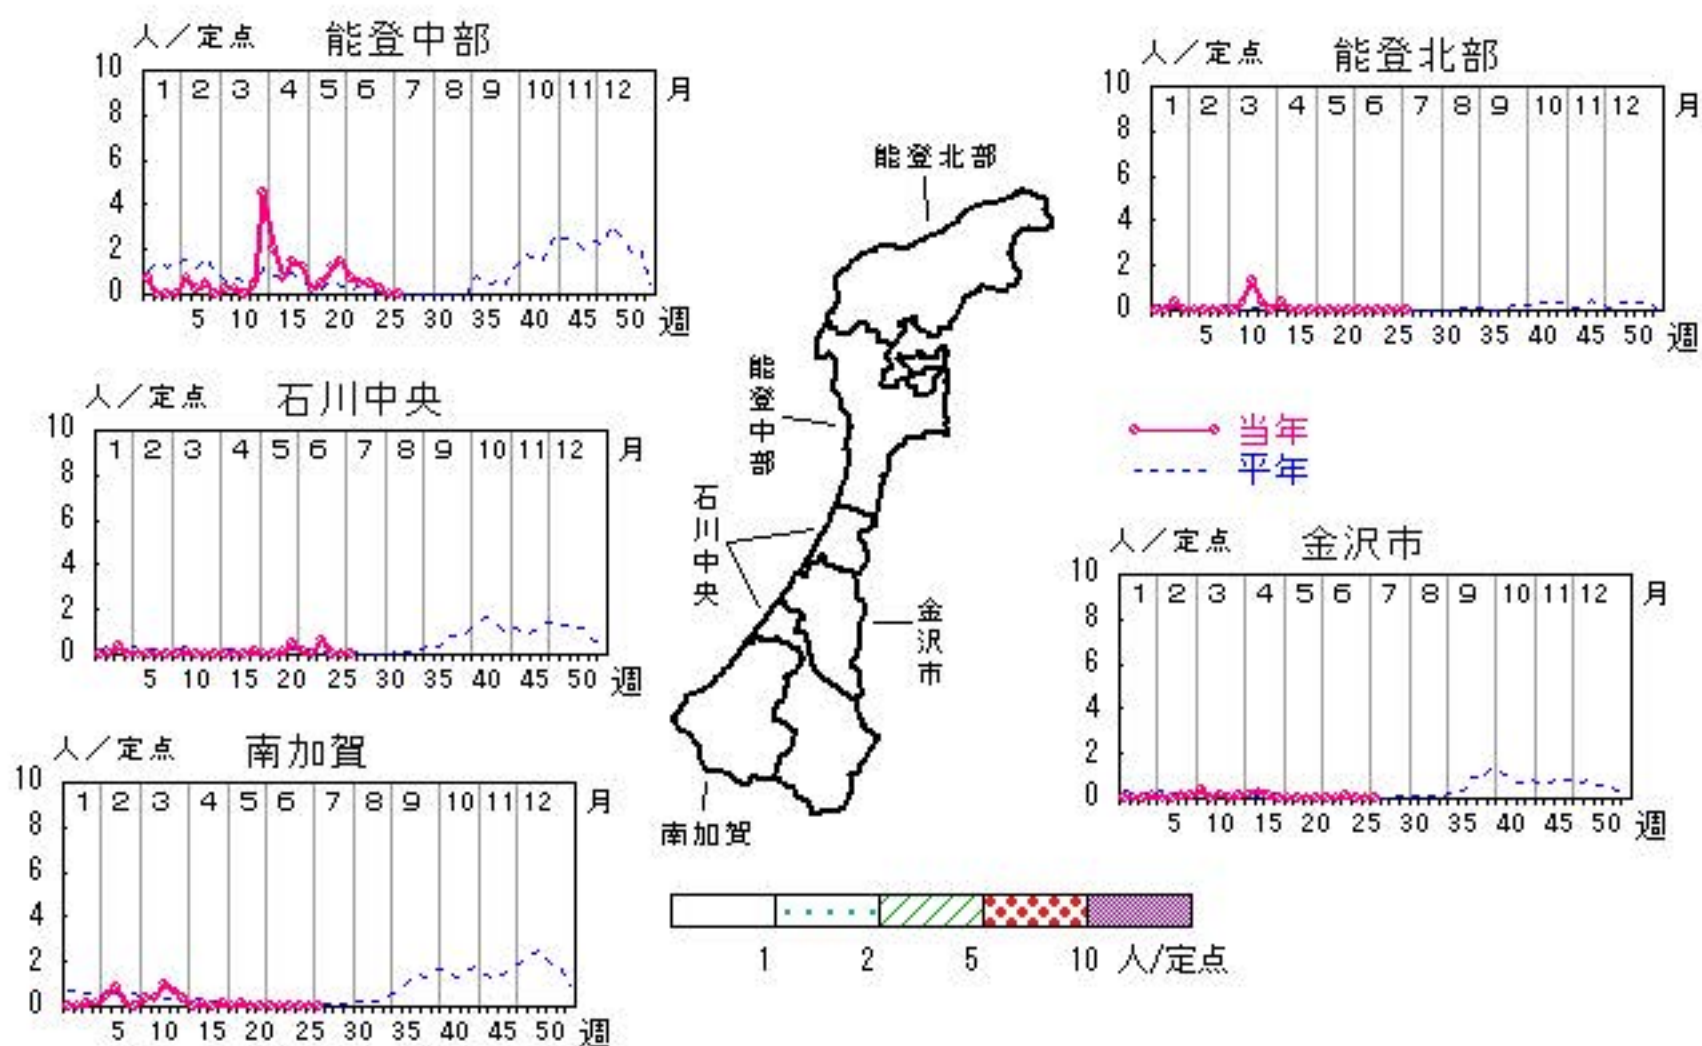 人／定点 能登中部
10 8 6 4 2 0
1 2 3 4 5 6 7 8 9 10 11 12 月
5 10 15 20 25 30 35 40 45 50 週
人／定点 能登北部
10 8 6 4 2 0
1 2 3 4 5 6 7 8 9 10 11 12 月
5 10 15 20 25 30 35 40 45 50 週
人／定点 石川中央
10 8 6 4 2 0
1 2 3 4 5 6 7 8 9 10 11 12 月
5 10 15 20 25 30 35 40 45 50 週
能登北部
能登中部
石川中央
金沢市
南加賀
当年
平年
人／定点 金沢市
10 8 6 4 2 0
1 2 3 4 5 6 7 8 9 10 11 12 月
5 10 15 20 25 30 35 40 45 50 週
人／定点 南加賀
10 8 6 4 2 0
1 2 3 4 5 6 7 8 9 10 11 12 月
5 10 15 20 25 30 35 40 45 50 週
1 2 5 10 人/定点